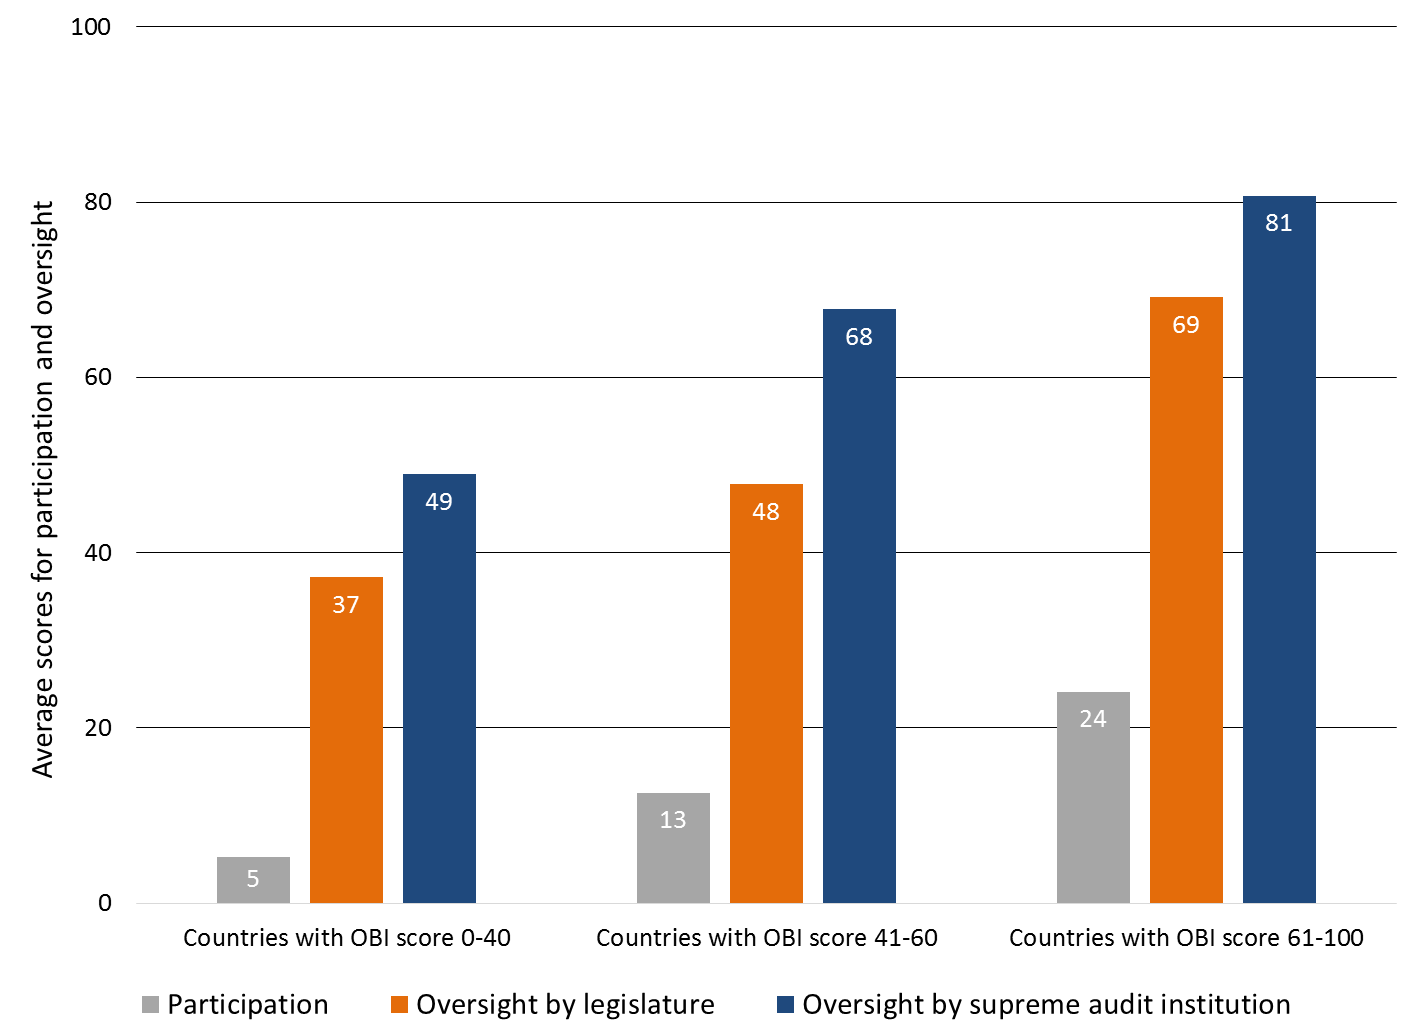 Average scores for participation and oversight
100
80
60
40
20
0
5
37
49
13
48
68
24
69
81
Countries with OBI score 0-40
Countries with OBI score 41-60
Countries with OBI score 61-100
Participation
Oversight by legislature
Oversight by supreme audit institution